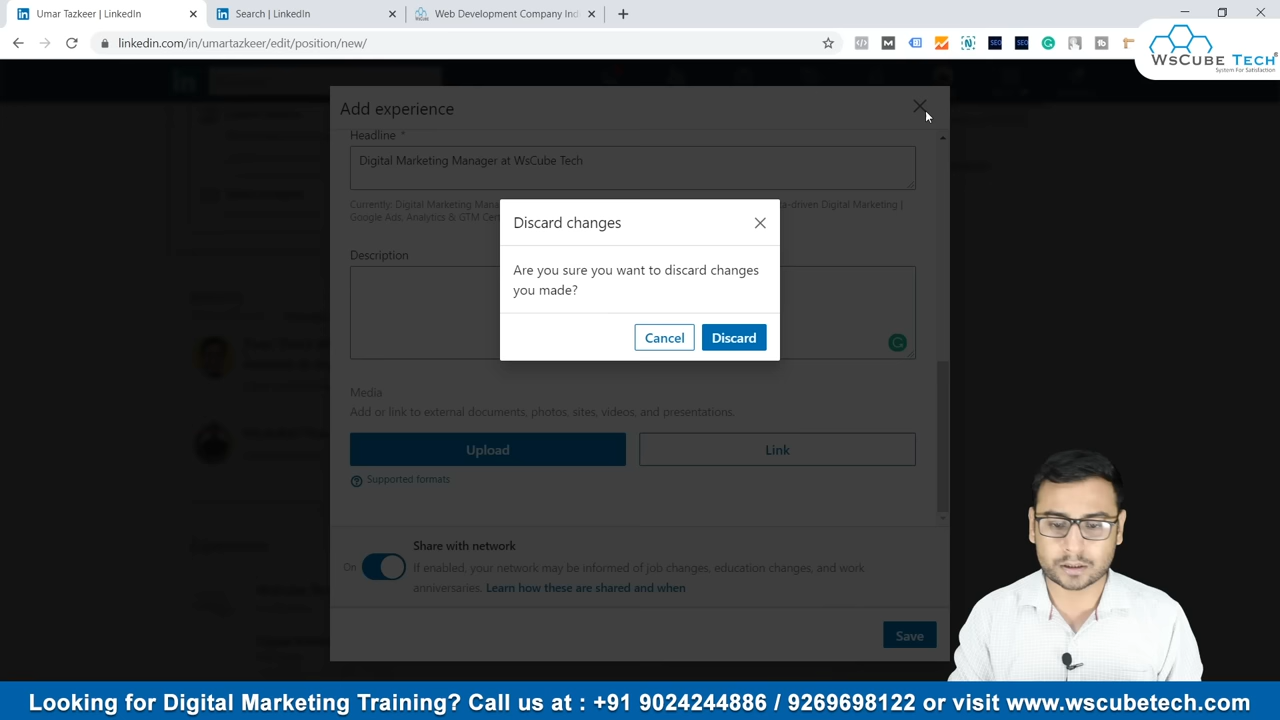 Umar Tazkeer | LinkedIn
Search | LinkedIn
Web Development Company Ind
linkedin.com/in/umartazkeer/edit/position/new/
WSCUBE TECH
System For Satisfaction
Add experience
Headline *
Digital Marketing Manager at WsCube Tech
Currently: Digital Marketing Mana
a-driven Digital Marketing |
Google Ads, Analytics & GTM Cert
Discard changes
Are you sure you want to discard changes
you made?
Cancel
Discard
Description
Media
Add or link to external documents, photos, sites, videos, and presentations.
Upload
Link
Supported formats
Share with network
On
If enabled, your network may be informed of job changes, education changes, and work
anniversaries. Learn how these are shared and when
Save
Looking for Digital Marketing Training? Call us at : +91 9024244886 / 9269698122 or visit www.wscubetech.com